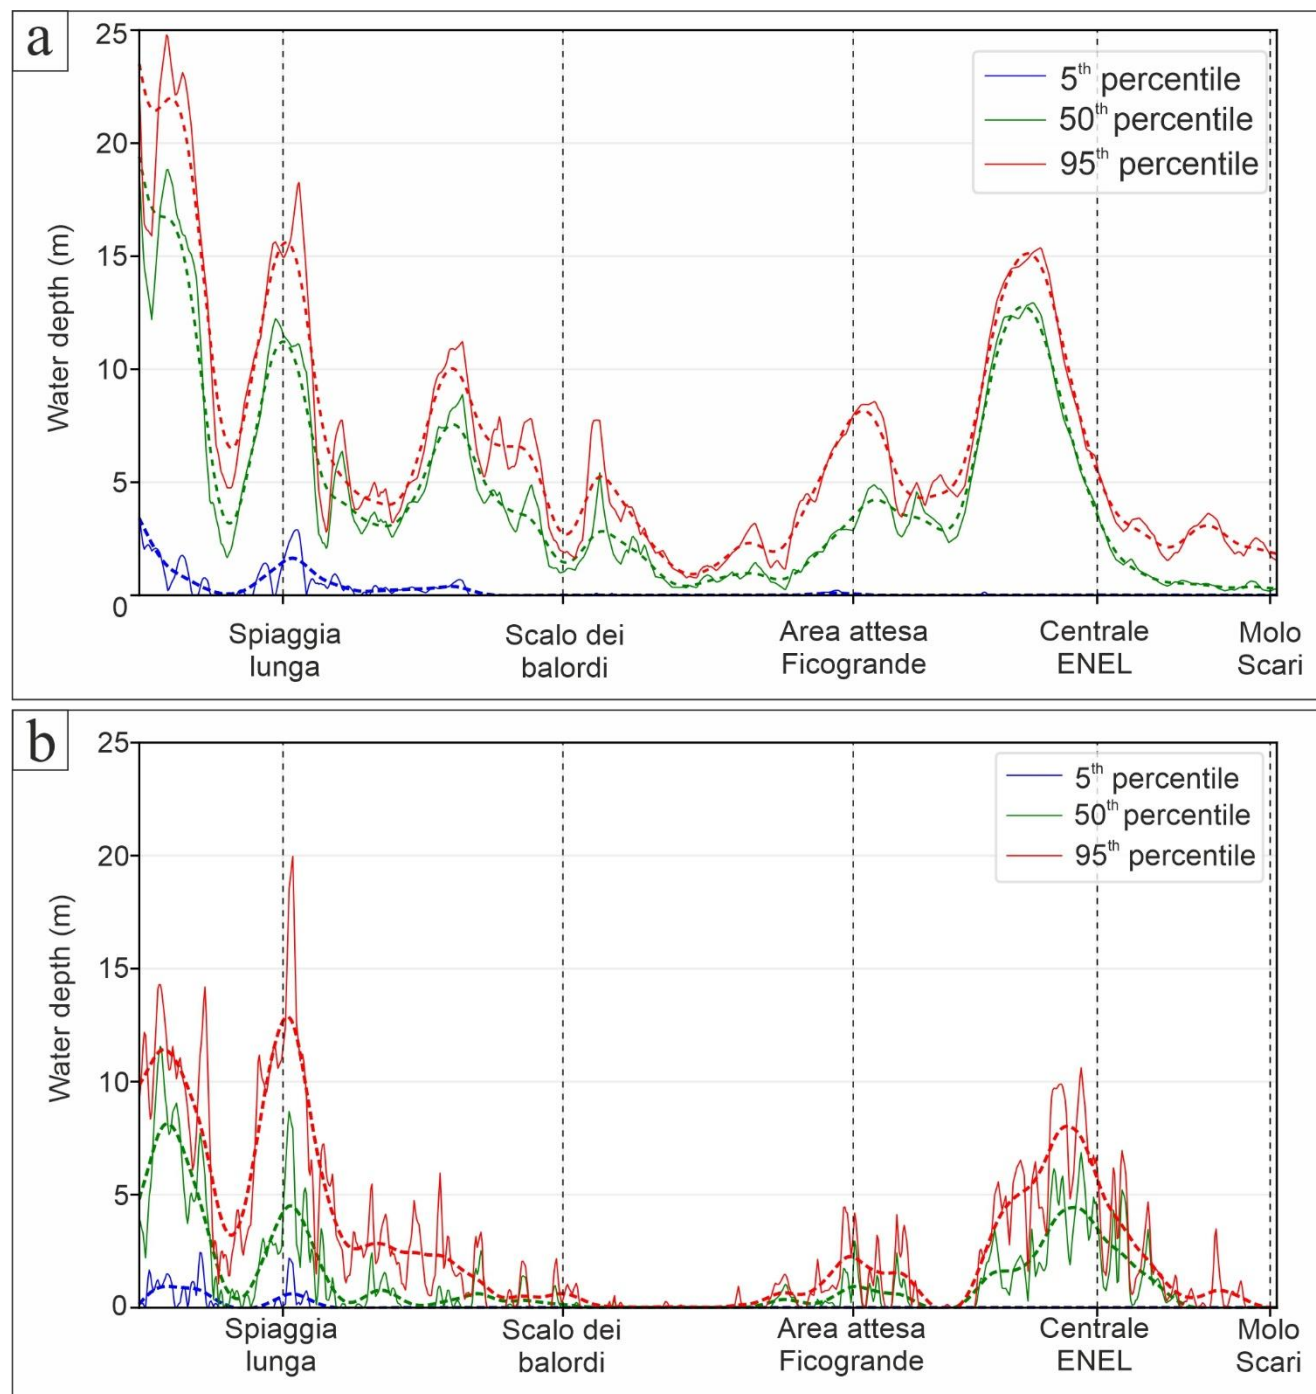 a
25
20
15
10
5
0
Water depth (m)
5th percentile
50th percentile
95th percentile
Spiaggia
lunga
Scalo dei
balordi
Area attesa
Ficogrande
Centrale
ENEL
Molo
Scari
b
25
20
15
10
5
0
Water depth (m)
5th percentile
50th percentile
95th percentile
Spiaggia
lunga
Scalo dei
balordi
Area attesa
Ficogrande
Centrale
ENEL
Molo
Scari